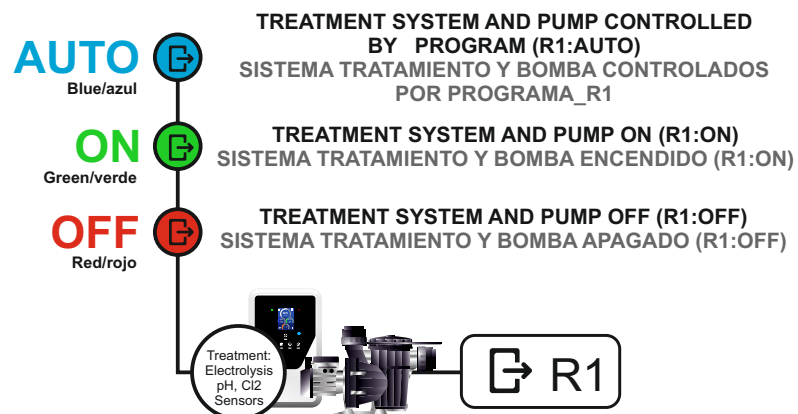 AUTO
Blue/azul
TREATMENT SYSTEM AND PUMP CONTROLLED
BY PROGRAM (R1:AUTO)
SISTEMA TRATAMIENTO Y BOMBA CONTROLADOS
POR PROGRAMA_R1
ON
Green/verde
TREATMENT SYSTEM AND PUMP ON (R1:ON)
SISTEMA TRATAMIENTO Y BOMBA ENCENDIDO (R1:ON)
OFF
Red/rojo
TREATMENT SYSTEM AND PUMP OFF (R1:OFF)
SISTEMA TRATAMIENTO Y BOMBA APAGADO (R1:OFF)
Treatment:
Electrolysis
pH, Cl2
Sensors
R1